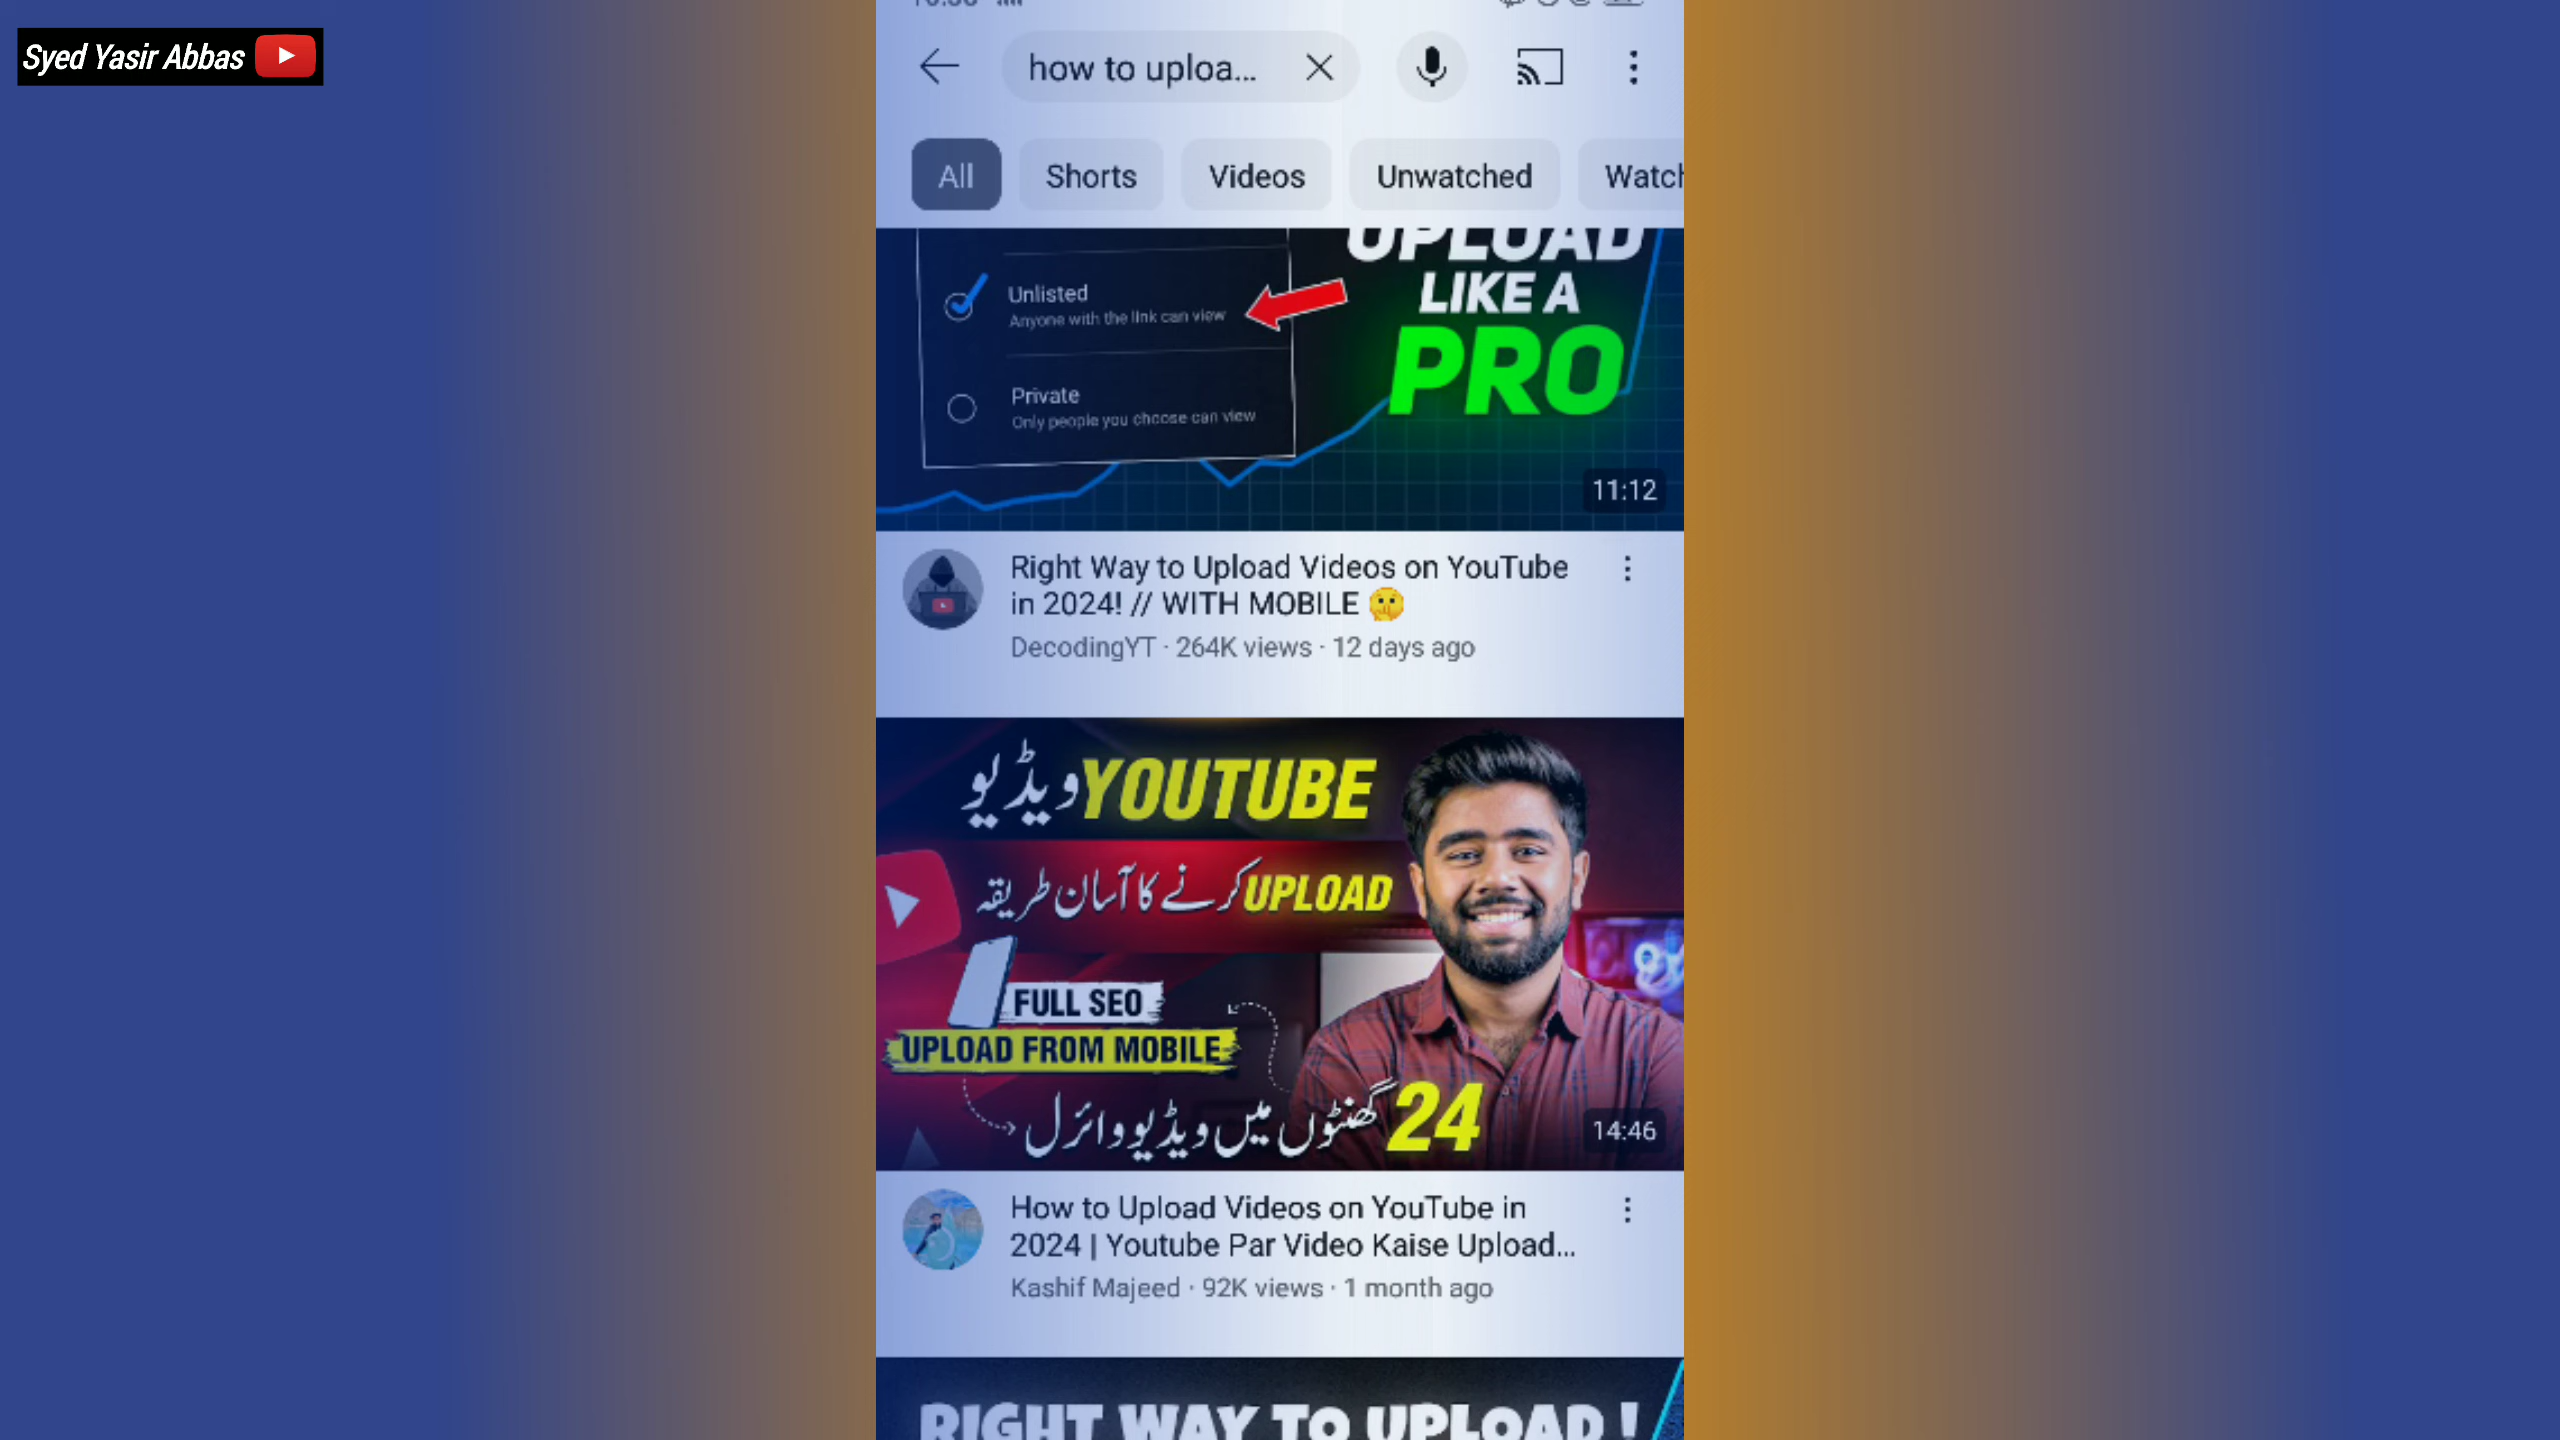 Syed Yasir Abbas
how to uploa...
All
Shorts
Videos
Unwatched
Watch
UPLOAD
LIKE A
PRO
Unlisted
Anyone with the link can view
Private
Only people you choose can view
11:12
Right Way to Upload Videos on YouTube
in 2024! // WITH MOBILE 🤫
DecodingYT · 264K views · 12 days ago
YOUTUBE ویڈیو
UPLOAD کرنے کا آسان طریقہ
FULL SEO
UPLOAD FROM MOBILE
24 گھنٹوں میں ویڈیو وائرل
14:46
How to Upload Videos on YouTube in
2024 | Youtube Par Video Kaise Upload...
Kashif Majeed · 92K views · 1 month ago
RIGHT WAY TO UPLOAD !